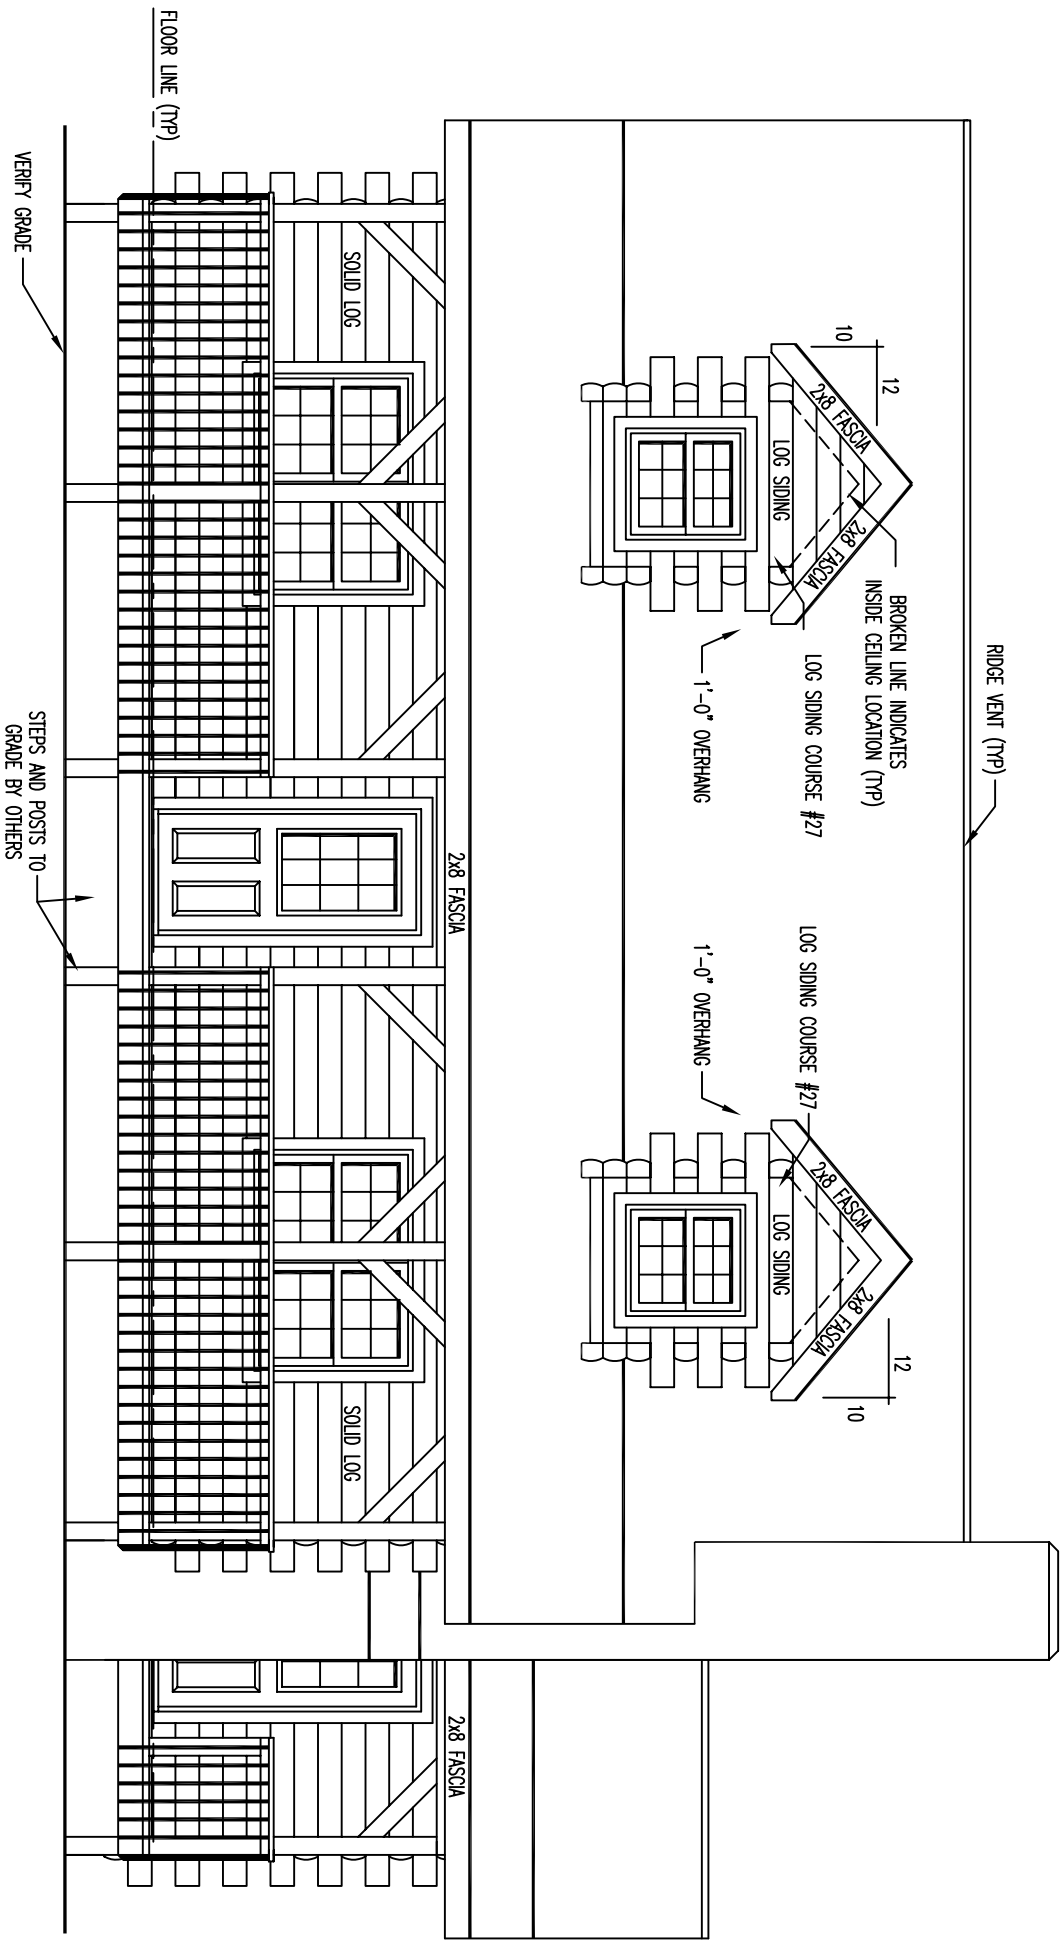 RIDGE VENT (TYP)
BROKEN LINE INDICATES
INSIDE CEILING LOCATION (TYP)
12
10
2x8 FASCIA
2x8 FASCIA
LOG SIDING
LOG SIDING COURSE #27
1'-0" OVERHANG
LOG SIDING COURSE #27
1'-0" OVERHANG
2x8 FASCIA
2x8 FASCIA
12
10
LOG SIDING
2x8 FASCIA
2x8 FASCIA
SOLID LOG
SOLID LOG
FLOOR LINE (TYP)
VERIFY GRADE
STEPS AND POSTS TO
GRADE BY OTHERS